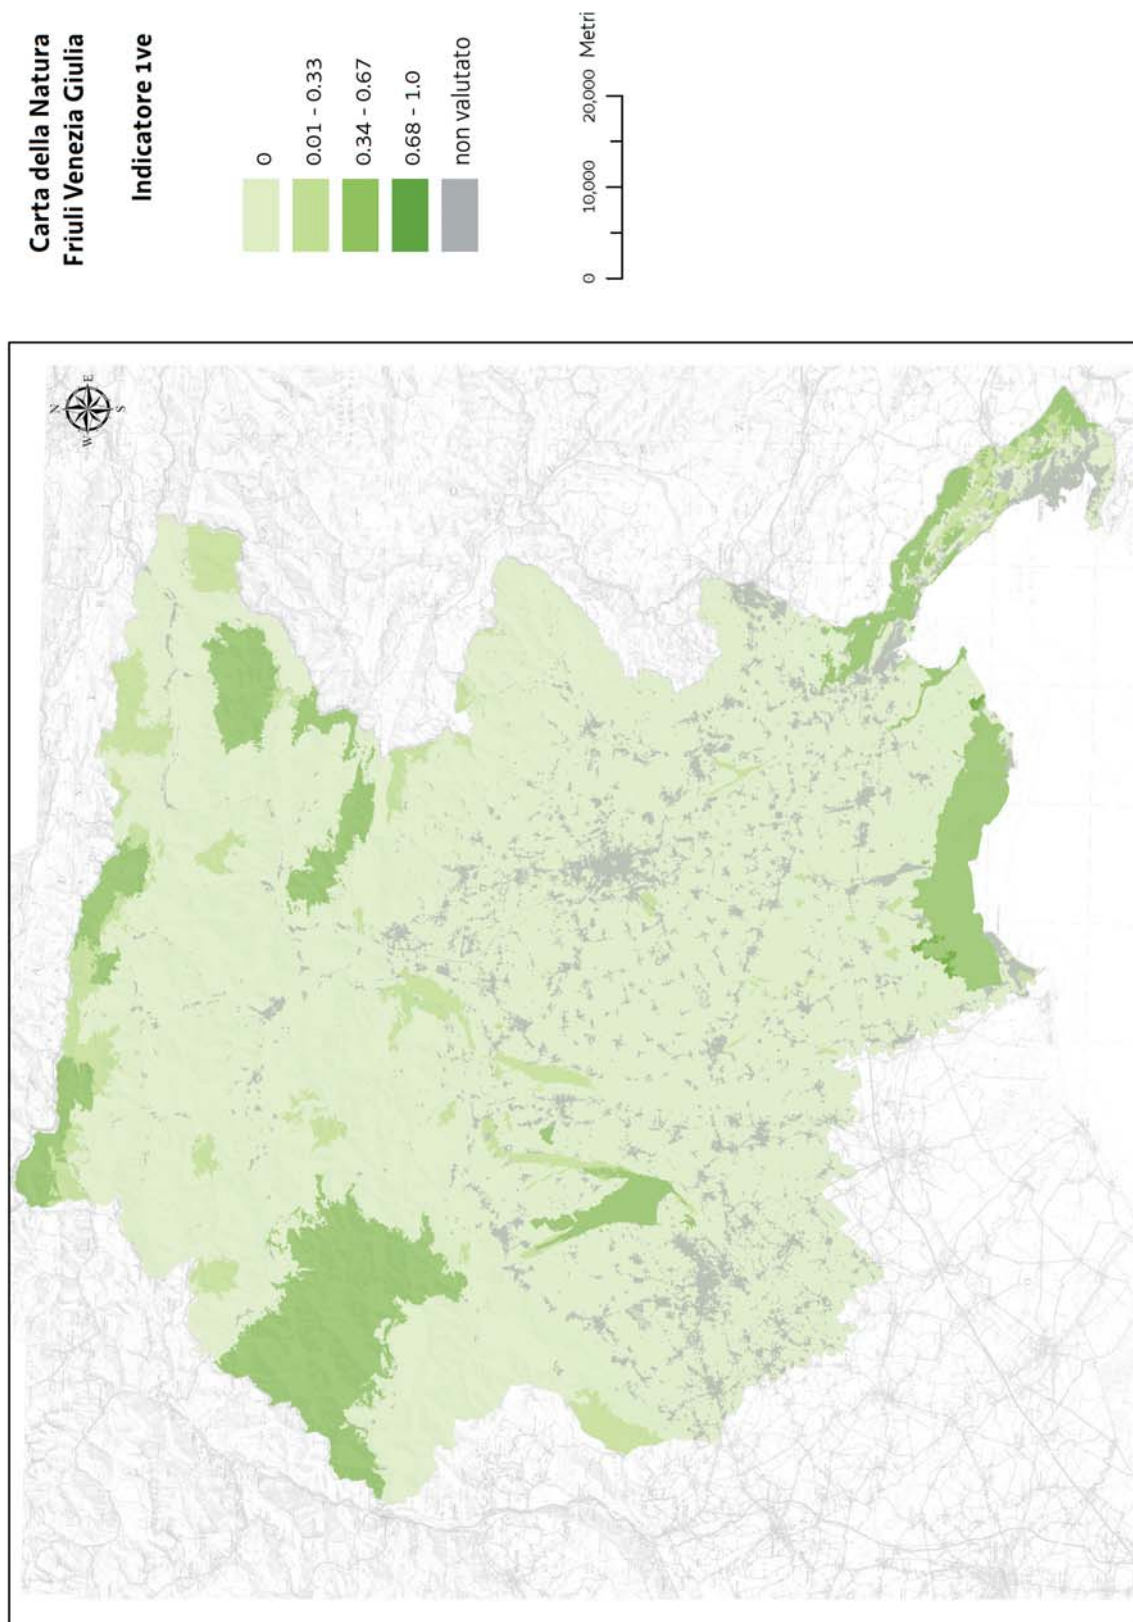 Carta della Natura
Friuli Venezia Giulia
Indicatore 1ve
0
0.01 - 0.33
0.34 - 0.67
0.68 - 1.0
non valutato
0 10,000 20,000 Metri
N
W E
S